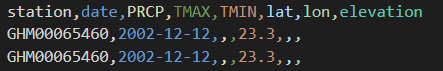 station,date,PRCP,TMAX,TMIN,lat,lon,elevation
GHM00065460,2002-12-12,,,23.3,,,
GHM00065460,2002-12-12,,,23.3,,,